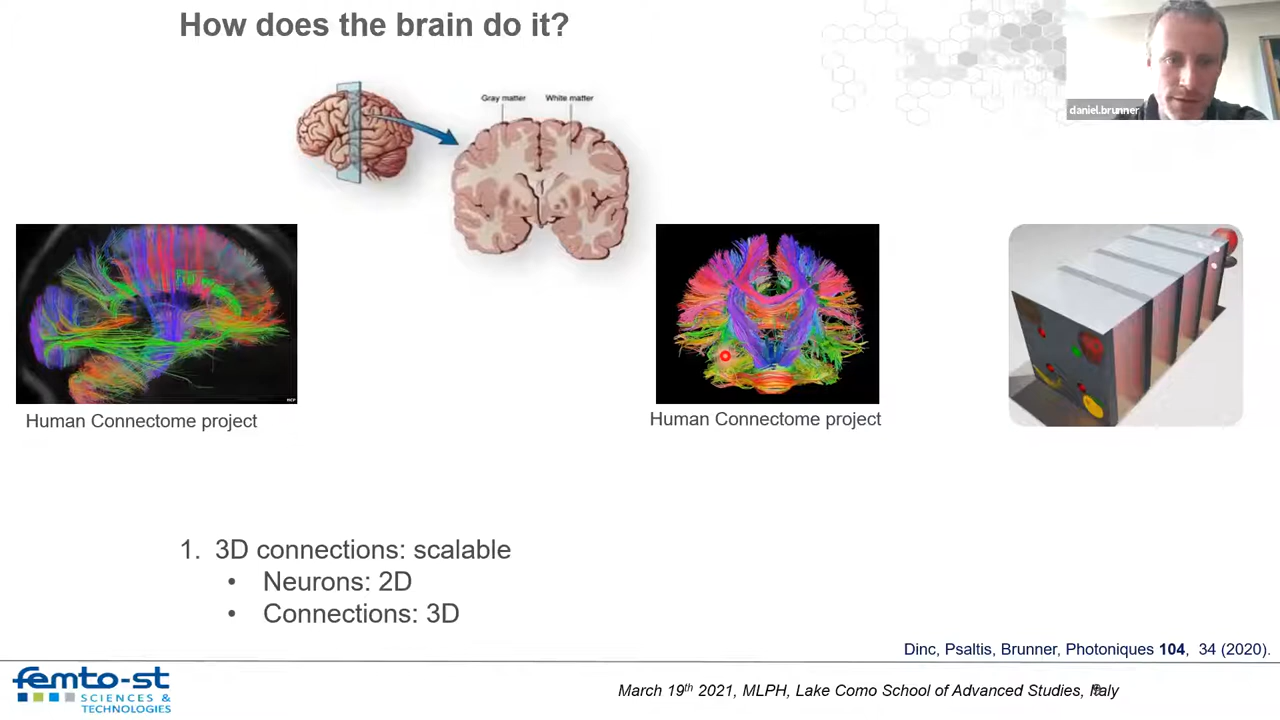 How does the brain do it?
daniel.brunner
Gray matter
White matter
HCP
Human Connectome project
Human Connectome project
1. 3D connections: scalable
• Neurons: 2D
• Connections: 3D
Dinc, Psaltis, Brunner, Photoniques 104, 34 (2020).
femto-st
SCIENCES &
TECHNOLOGIES
March 19th 2021, MLPH, Lake Como School of Advanced Studies, Italy